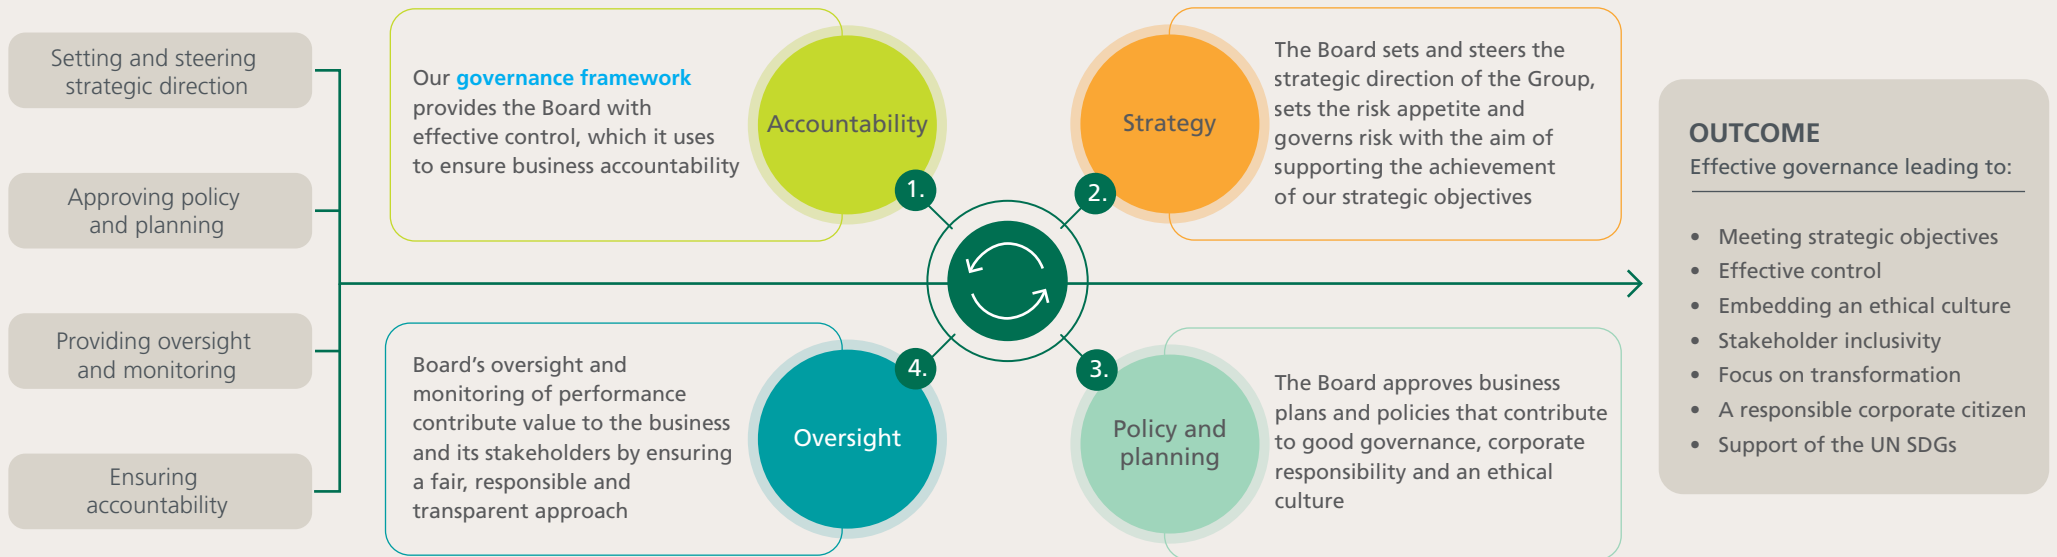 Setting and steering
strategic direction
Approving policy
and planning
Providing oversight
and monitoring
Ensuring
accountability
Our governance framework
provides the Board with
effective control, which it uses
to ensure business accountability
Accountability
1.
Strategy
2.
The Board sets and steers the
strategic direction of the Group,
sets the risk appetite and
governs risk with the aim of
supporting the achievement
of our strategic objectives
Board’s oversight and
monitoring of performance
contribute value to the business
and its stakeholders by ensuring
a fair, responsible and
transparent approach
Oversight
4.
Policy and
planning
3.
The Board approves business
plans and policies that contribute
to good governance, corporate
responsibility and an ethical
culture
OUTCOME
Effective governance leading to:
• Meeting strategic objectives
• Effective control
• Embedding an ethical culture
• Stakeholder inclusivity
• Focus on transformation
• A responsible corporate citizen
• Support of the UN SDGs